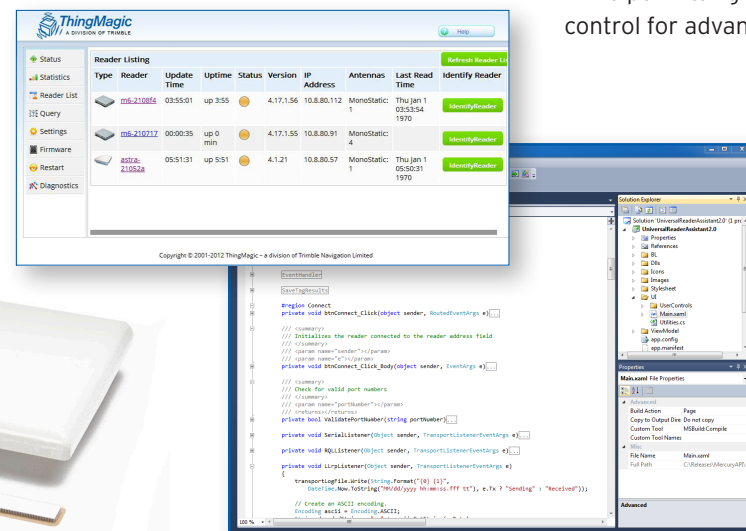 control for advan
ThingMagic
A DIVISION OF TRIMBLE
Help
Status
Statistics
Reader List
Query
Settings
Firmware
Restart
Diagnostics
Reader Listing
Refresh Reader Li
Type Reader Update Time Uptime Status Version IP Address Antennas Last Read Time Identify Reader
m6-2108f4 03:55:01 up 3:55 4.17.1.56 10.8.80.112 MonoStatic: 1 Thu Jan 1 03:53:54 1970 IdentifyReader
m6-210717 00:00:35 up 0 min 4.17.1.55 10.8.80.91 MonoStatic: 4 IdentifyReader
astra-21052a 05:51:31 up 5:51 4.1.21 10.8.80.57 MonoStatic: 1 Thu Jan 1 05:50:31 1970 IdentifyReader
Copyright © 2001-2012 ThingMagic – a division of Trimble Navigation Limited
EventHandler
SaveTagResults
#region Connect
private void btnConnect_Click(object sender, RoutedEventArgs e)...
/// <summary>
/// Initializes the reader connected to the reader address field
/// </summary>
/// <param name="sender"></param>
/// <param name="e"></param>
private void btnConnect_Click_Body(object sender, EventArgs e)...
/// <summary>
/// Check for valid port numbers
/// </summary>
/// <param name="portNumber"></param>
/// <returns></returns>
private bool ValidatePortNumber(string portNumber)...
private void SerialListener(Object sender, TransportListenerEventArgs e)...
private void RQLListener(Object sender, TransportListenerEventArgs e)...
private void LLrpListener(Object sender, TransportListenerEventArgs e)
{
transportLogFile.Write(String.Format("{0} {1}",
DateTime.Now.ToString("MM/dd/yyyy hh:mm:ss.fff tt"), e.Tx ? "Sending" : "Received"));
// Create an ASCII encoding.
Encoding ascii = Encoding.ASCII;
100 %
Solution Explorer
Solution 'UniversalReaderAssistant2.0' (1 pro
UniversalReaderAssistant2.0
Properties
References
BL
Dlls
Icons
Images
Stylesheet
UI
UserControls
Main.xaml
Utilities.cs
ViewModel
app.config
app.manifest
Properties
Main.xaml File Properties
Advanced
Build Action Page
Copy to Output Dire Do not copy
Custom Tool MSBuild:Compile
Custom Tool Names
Misc
File Name Main.xaml
Full Path C:\Releases\MercuryAPI\
Advanced